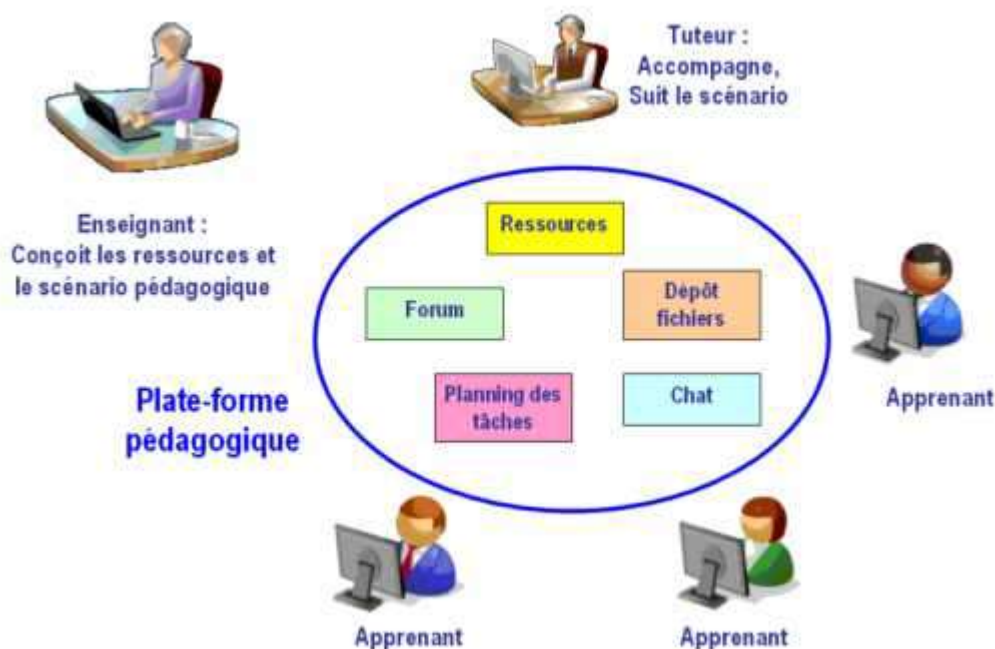 Tuteur :
Accompagne,
Suit le scénario
Enseignant :
Conçoit les ressources et
le scénario pédagogique
Ressources
Forum
Dépôt
fichiers
Planning des
tâches
Chat
Plate-forme
pédagogique
Apprenant
Apprenant
Apprenant